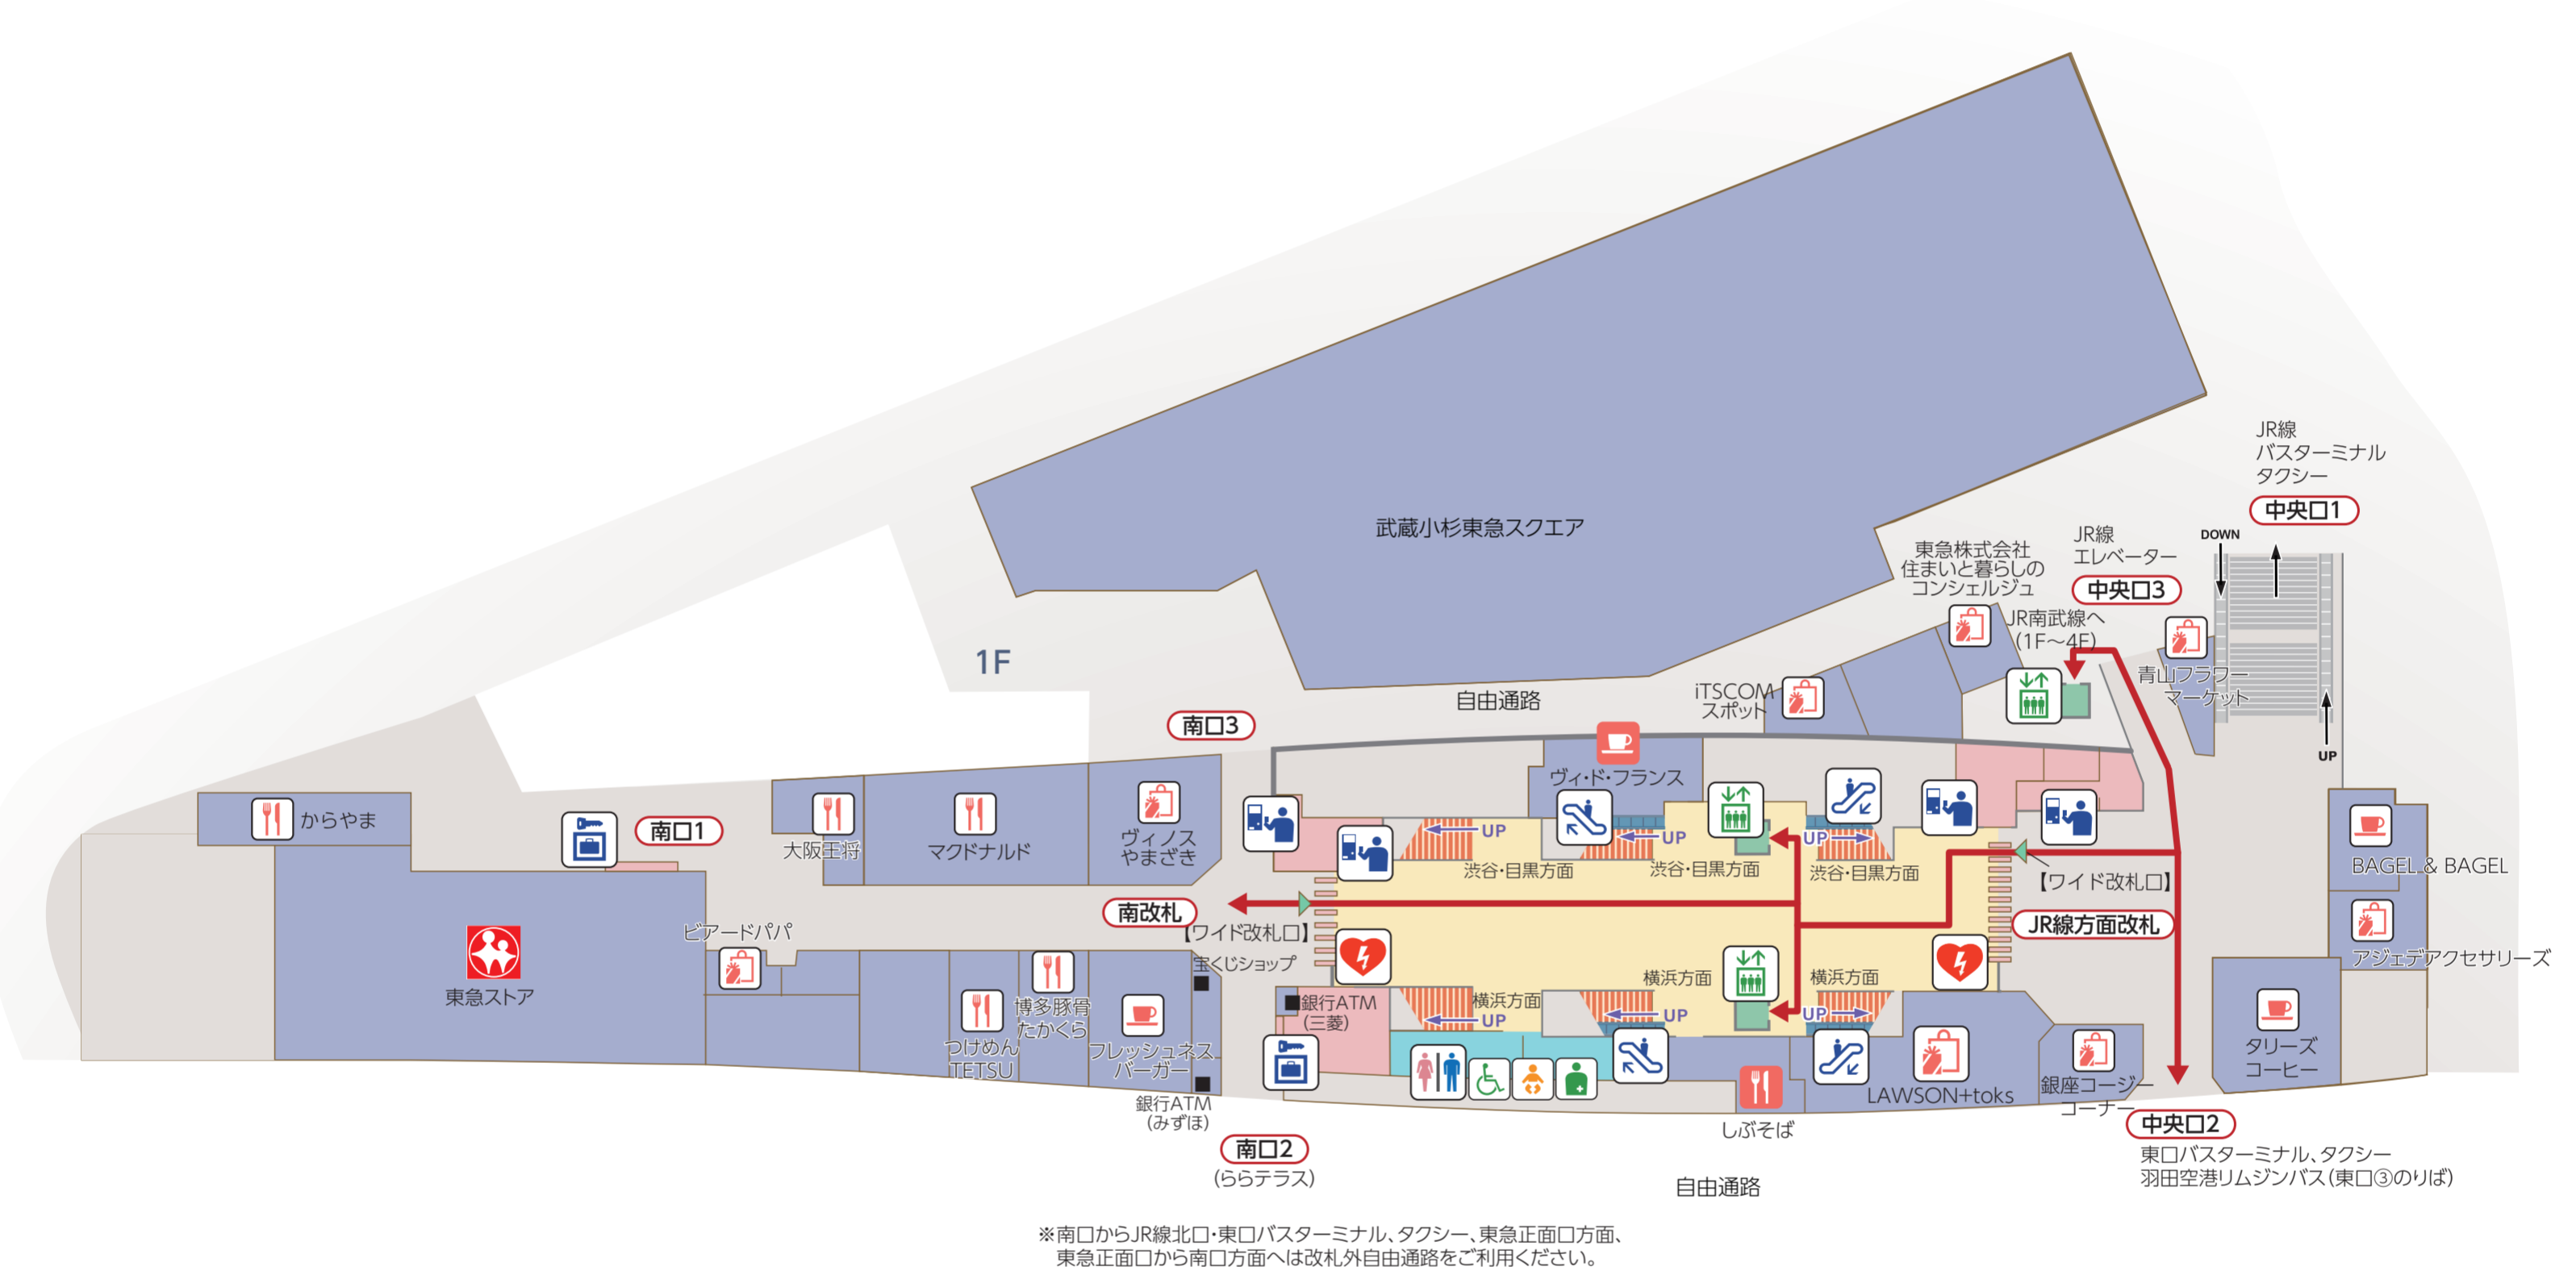 JR線
バスターミナル
タクシー
中央口1
武蔵小杉東急スクエア
DOWN
JR線
エレベーター
中央口3
東急株式会社
住まいと暮らしの
コンシェルジュ
JR南武線へ
(1F〜4F)
1F
青山フラワー
マーケット
自由通路
iTSCOM
スポット
南口3
UP
ヴィ・ド・フランス
からやま
南口1
大阪王将
マクドナルド
ヴィノス
やまざき
UP
UP
UP
渋谷・目黒方面
渋谷・目黒方面
渋谷・目黒方面
BAGEL & BAGEL
【ワイド改札口】
南改札
JR線方面改札
ビアードパパ
【ワイド改札口】
宝くじショップ
アジェデアクセサリーズ
東急ストア
横浜方面
横浜方面
横浜方面
銀行ATM
(三菱)
博多豚骨
たかくら
UP
UP
UP
つけめん
TETSU
フレッシュネス
バーガー
タリーズ
コーヒー
LAWSON+toks
銀座コージー
コーナー
銀行ATM
(みずほ)
しぶそば
中央口2
南口2
(ららテラス)
東口バスターミナル、タクシー
羽田空港リムジンバス(東口③のりば)
自由通路
※南口からJR線北口・東口バスターミナル、タクシー、東急正面口方面、
東急正面口から南口方面へは改札外自由通路をご利用ください。